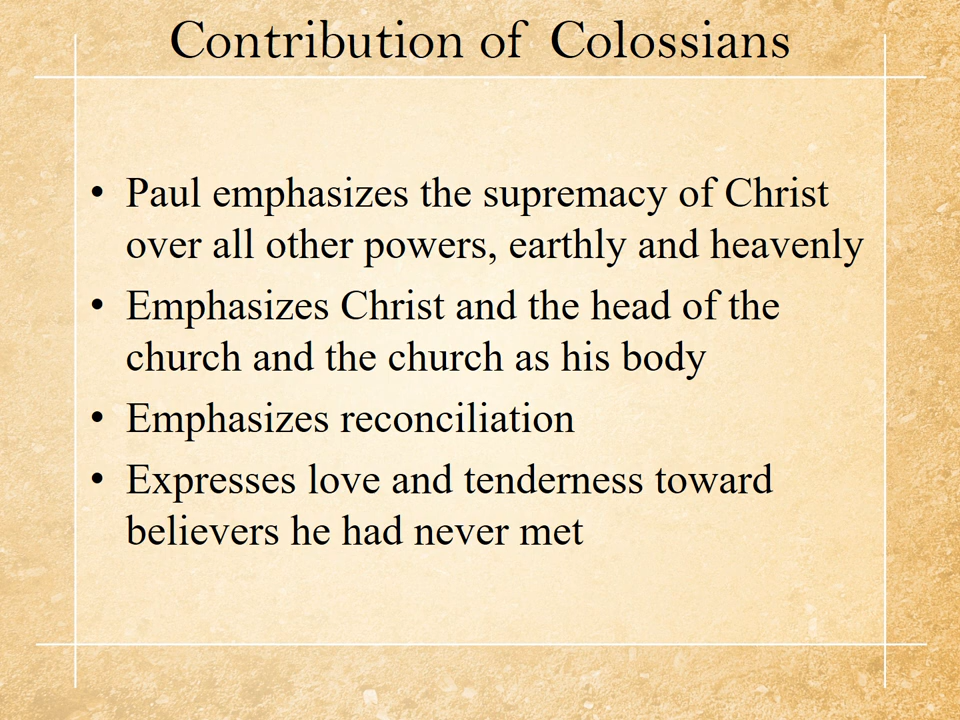 Contribution of Colossians
• Paul emphasizes the supremacy of Christ
over all other powers, earthly and heavenly
• Emphasizes Christ and the head of the
church and the church as his body
• Emphasizes reconciliation
• Expresses love and tenderness toward
believers he had never met